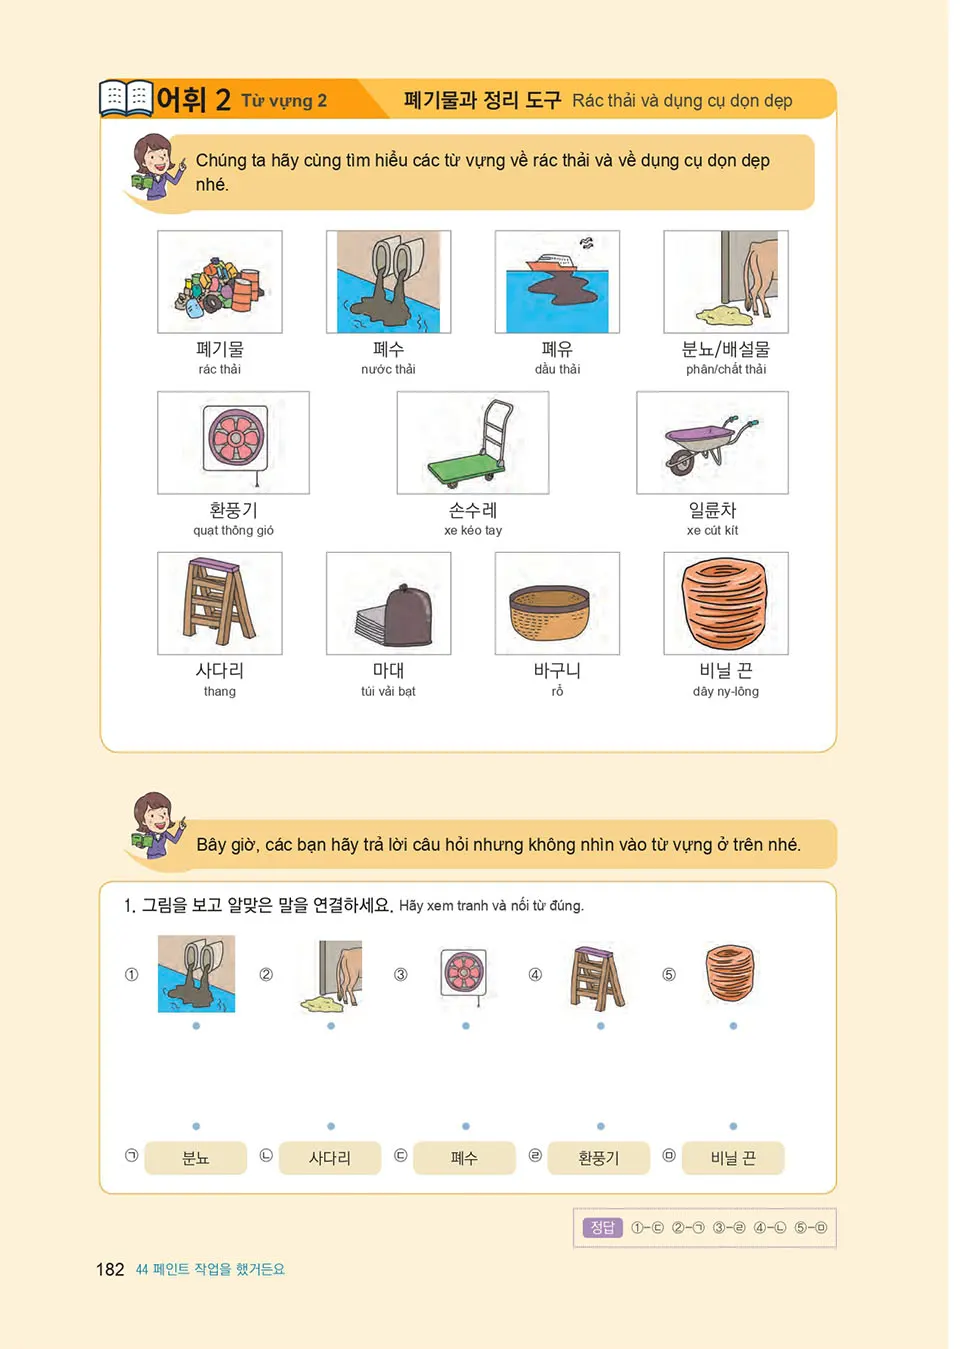 어휘 2 Từ vựng 2 폐기물과 정리 도구 Rác thải và dụng cụ dọn dẹp
Chúng ta hãy cùng tìm hiểu các từ vựng về rác thải và về dụng cụ dọn dẹp
nhé.
폐기물 폐수 폐유 분뇨/배설물
rác thải nước thải dầu thải phân/chất thải
환풍기 손수레 일륜차
quạt thông gió xe kéo tay xe cút kít
사다리 마대 바구니 비닐 끈
thang túi vải bạt rổ dây ny-lông
Bây giờ, các bạn hãy trả lời câu hỏi nhưng không nhìn vào từ vựng ở trên nhé.
1. 그림을 보고 알맞은 말을 연결하세요. Hãy xem tranh và nối từ đúng.
① ② ③ ④ ⑤
㉠ 분뇨 ㉡ 사다리 ㉢ 폐수 ㉣ 환풍기 ㉤ 비닐 끈
정답 ①-㉢ ②-㉠ ③-㉣ ④-㉡ ⑤-㉤
182 44 페인트 작업을 했거든요